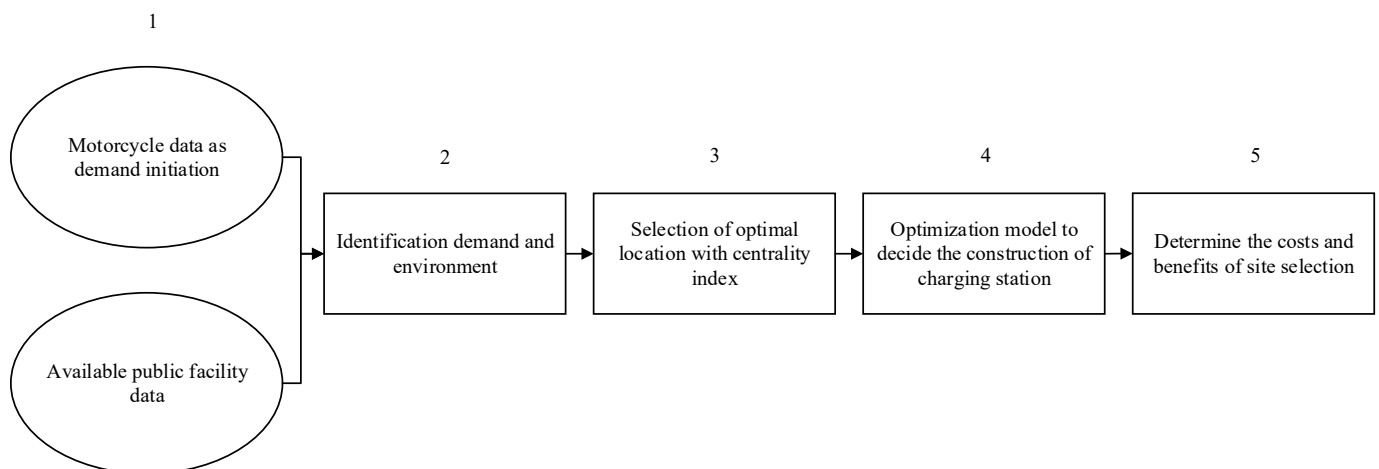 1
Motorcycle data as
demand initiation
Available public facility
data
2
Identification demand and
environment
3
Selection of optimal
location with centrality
index
4
Optimization model to
decide the construction of
charging station
5
Determine the costs and
benefits of site selection